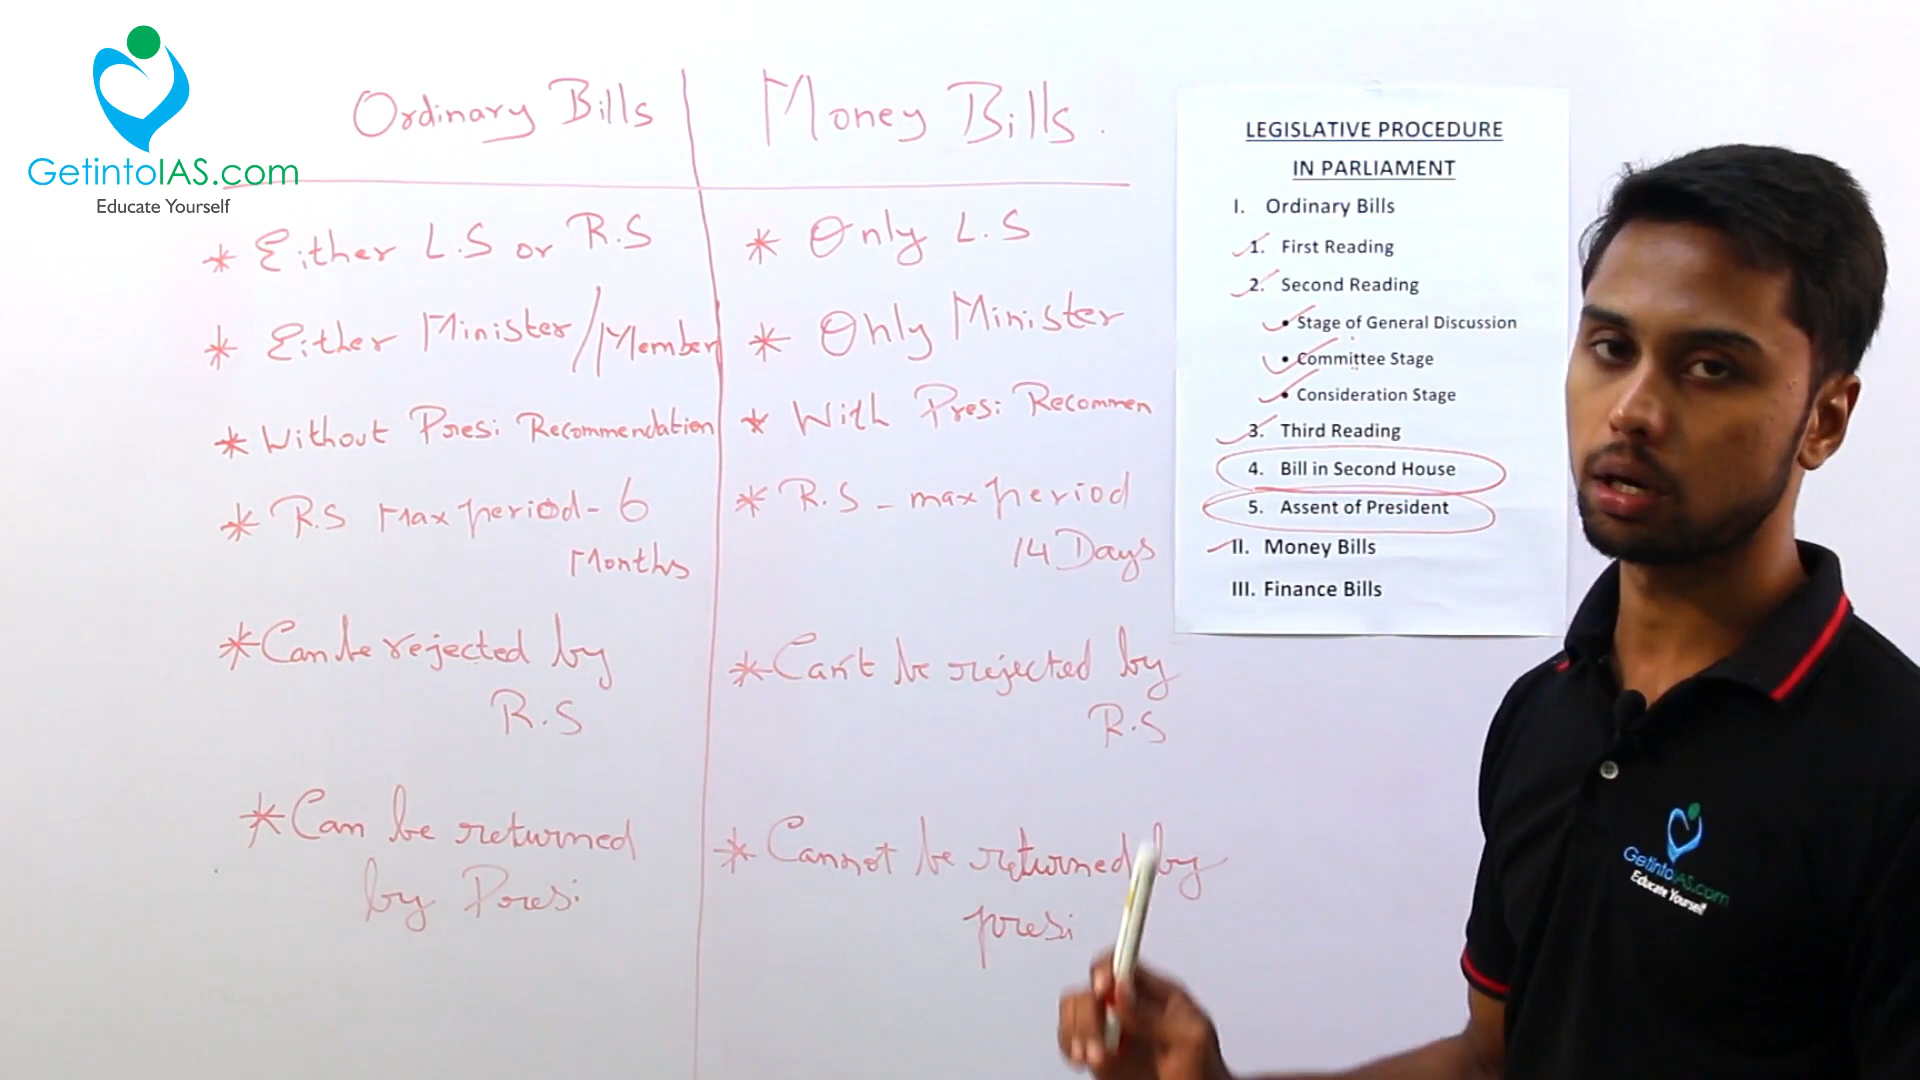 GetintoIAS.com
Educate Yourself
Ordinary Bills
* Either L.S or R.S
* Either Minister/Member
* Without Presi Recommendation
* R.S Max period - 6
Months
* Can be rejected by
R.S
* Can be returned
by Presi
Money Bills.
* Only L.S
* Only Minister
* With Presi Recommen
* R.S - max period
14 Days
* Can't be rejected by
R.S
* Cannot be returned by
presi
LEGISLATIVE PROCEDURE
IN PARLIAMENT
I. Ordinary Bills
1. First Reading
2. Second Reading
• Stage of General Discussion
• Committee Stage
• Consideration Stage
3. Third Reading
4. Bill in Second House
5. Assent of President
II. Money Bills
III. Finance Bills
GetintoIAS.com
Educate Yourself